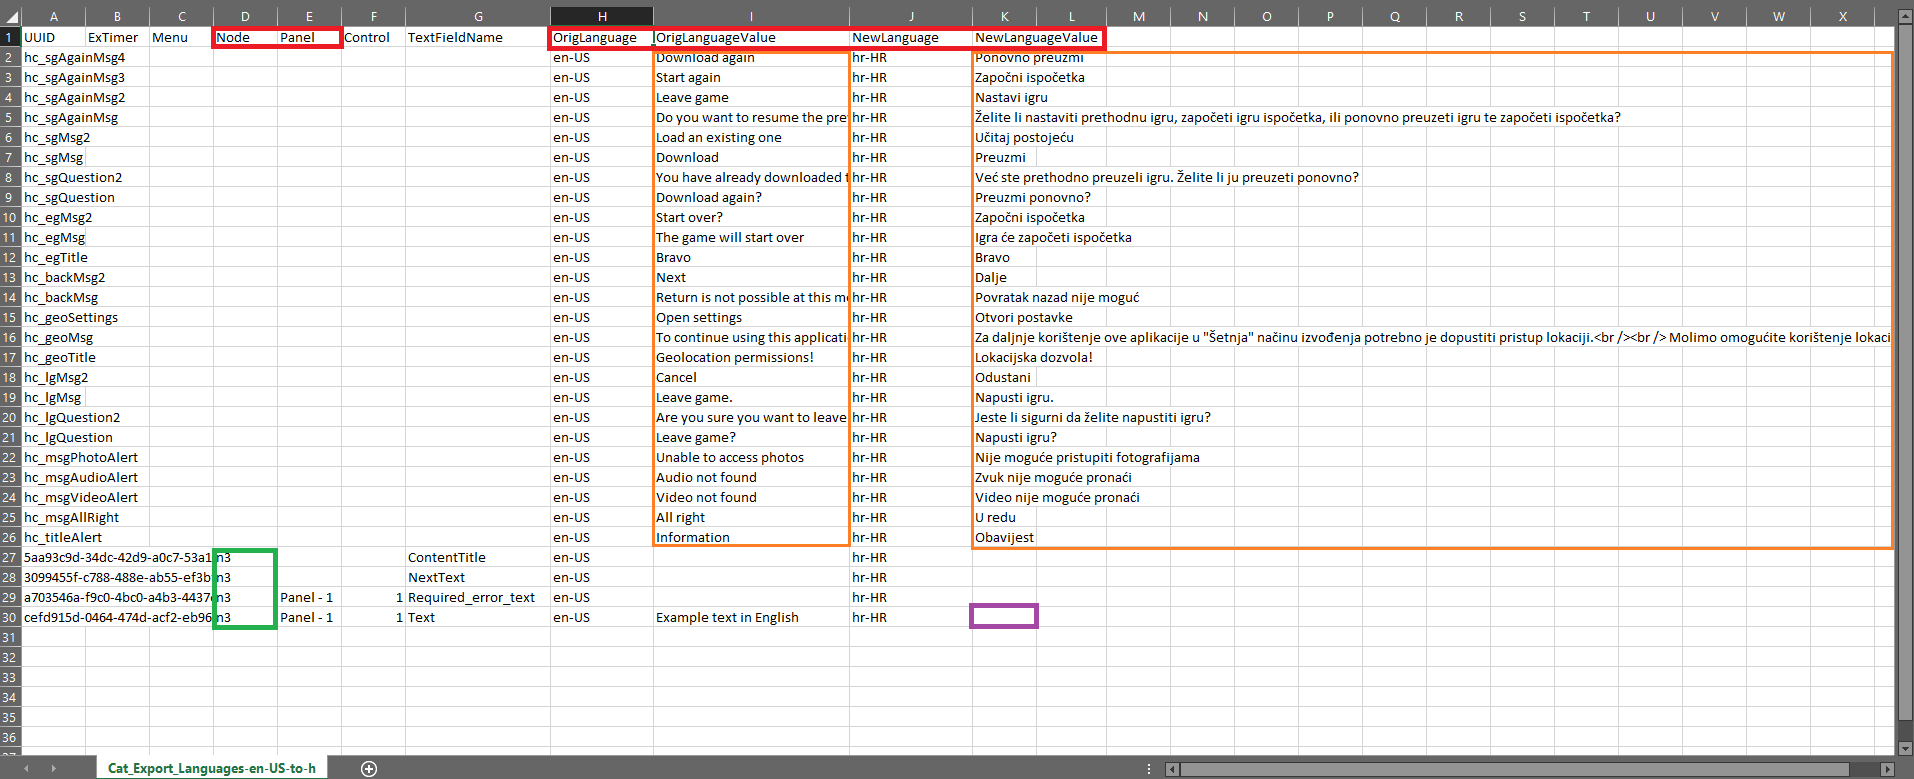 A B C D E F G H I J K L M N O P Q R S T U V W X
1 UUID ExTimer Menu Node Panel Control TextFieldName OrigLanguage OrigLanguageValue NewLanguage NewLanguageValue
2 hc_sgAgainMsg4 en-US Download again hr-HR Ponovno preuzmi
3 hc_sgAgainMsg3 en-US Start again hr-HR Započni ispočetka
4 hc_sgAgainMsg2 en-US Leave game hr-HR Nastavi igru
5 hc_sgAgainMsg en-US Do you want to resume the pre hr-HR Želite li nastaviti prethodnu igru, započeti igru ispočetka, ili ponovno preuzeti igru te započeti ispočetka?
6 hc_sgMsg2 en-US Load an existing one hr-HR Učitaj postojeću
7 hc_sgMsg en-US Download hr-HR Preuzmi
8 hc_sgQuestion2 en-US You have already downloaded t hr-HR Već ste prethodno preuzeli igru. Želite li ju preuzeti ponovno?
9 hc_sgQuestion en-US Download again? hr-HR Preuzmi ponovno?
10 hc_egMsg2 en-US Start over? hr-HR Započni ispočetka
11 hc_egMsg en-US The game will start over hr-HR Igra će započeti ispočetka
12 hc_egTitle en-US Bravo hr-HR Bravo
13 hc_backMsg2 en-US Next hr-HR Dalje
14 hc_backMsg en-US Return is not possible at this mo hr-HR Povratak nazad nije moguć
15 hc_geoSettings en-US Open settings hr-HR Otvori postavke
16 hc_geoMsg en-US To continue using this applicati hr-HR Za daljnje korištenje ove aplikacije u "Šetnja" načinu izvođenja potrebno je dopustiti pristup lokaciji.<br /><br /> Molimo omogućite korištenje lokaci
17 hc_geoTitle en-US Geolocation permissions! hr-HR Lokacijska dozvola!
18 hc_lgMsg2 en-US Cancel hr-HR Odustani
19 hc_lgMsg en-US Leave game. hr-HR Napusti igru.
20 hc_lgQuestion2 en-US Are you sure you want to leave hr-HR Jeste li sigurni da želite napustiti igru?
21 hc_lgQuestion en-US Leave game? hr-HR Napusti igru?
22 hc_msgPhotoAlert en-US Unable to access photos hr-HR Nije moguće pristupiti fotografijama
23 hc_msgAudioAlert en-US Audio not found hr-HR Zvuk nije moguće pronaći
24 hc_msgVideoAlert en-US Video not found hr-HR Video nije moguće pronaći
25 hc_msgAllRight en-US All right hr-HR U redu
26 hc_titleAlert en-US Information hr-HR Obavijest
27 5aa93c9d-34dc-42d9-a0c7-53a1 n3 ContentTitle en-US hr-HR
28 3099455f-c788-488e-ab55-ef3b n3 NextText en-US hr-HR
29 a703546a-f9c0-4bc0-a4b3-4437 n3 Panel - 1 1 Required_error_text en-US hr-HR
30 cefd915d-0464-474d-acf2-eb96 n3 Panel - 1 1 Text en-US Example text in English hr-HR
31
32
33
34
35
36
Cat_Export_Languages-en-US-to-h